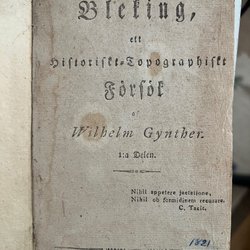 Bleking,
ett
Historiskt-Topographiskt
Försök
af
Wilhelm Gynther.
1:a Delen.
Nihil appetere jactatione,
Nihil ob formidinem recusare.
C. Tacit.
1821